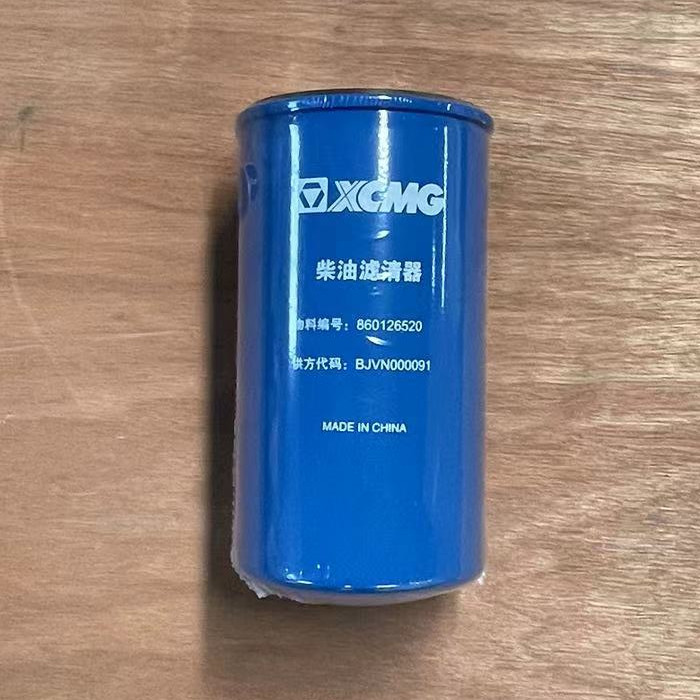 XCMG
柴油滤清器
物料编号：860126520
供方代码：BJVN000091
MADE IN CHINA